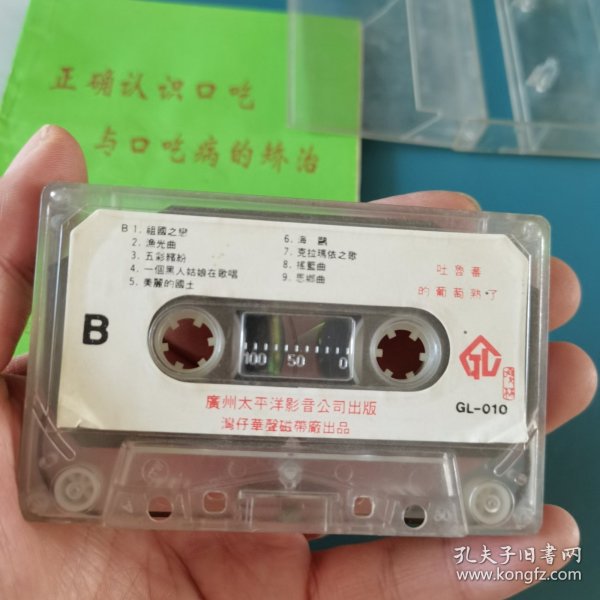 正确认识口吃
与口吃病的矫治
B 1. 祖國之戀
2. 漁光曲
3. 五彩繽紛
4. 一個黑人姑娘在歌唱
5. 美麗的國土
6. 海鷗
7. 克拉瑪依之歌
8. 搖籃曲
9. 思鄉曲
吐魯番
的葡萄熟了
B
100 50 0
GL-010
廣州太平洋影音公司出版
灣仔華聲磁帶廠出品
孔夫子旧书网
www.kongfz.com